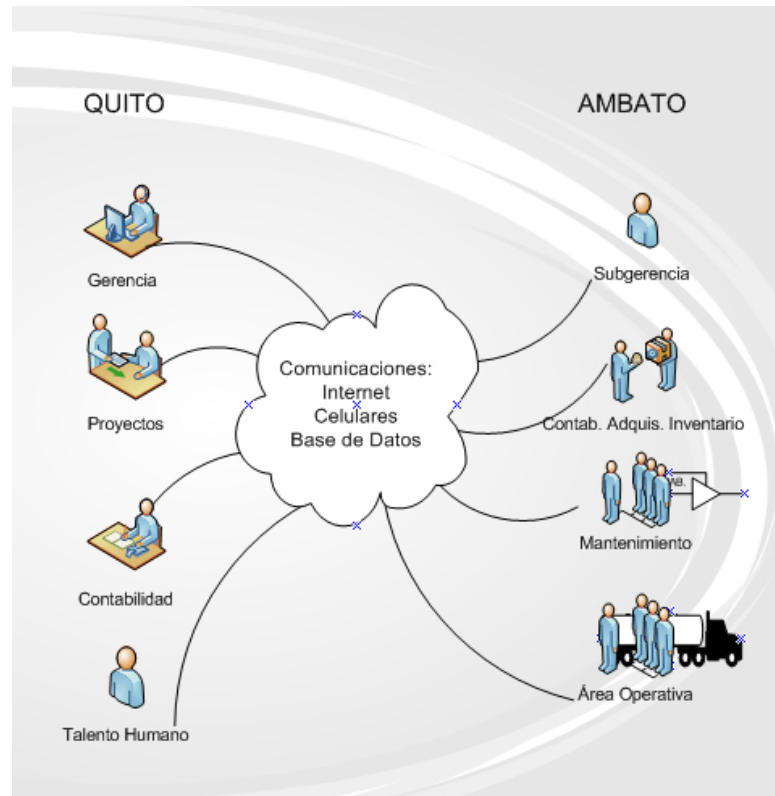 QUITO
AMBATO
Gerencia
Subgerencia
Comunicaciones:
Internet
Celulares
Base de Datos
Proyectos
Contab. Adquis. Inventario
Mantenimiento
Contabilidad
Área Operativa
Talento Humano